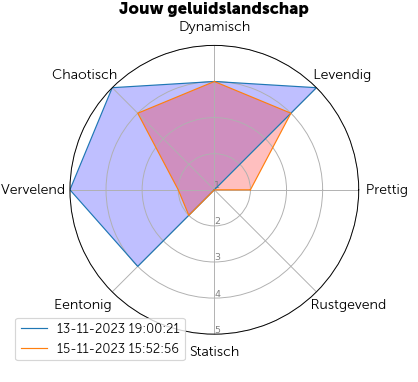 Jouw geluidslandschap
Dynamisch
Chaotisch
Levendig
Vervelend
1
Prettig
2
3
4
Eentonig
Rustgevend
5
13-11-2023 19:00:21
15-11-2023 15:52:56
Statisch